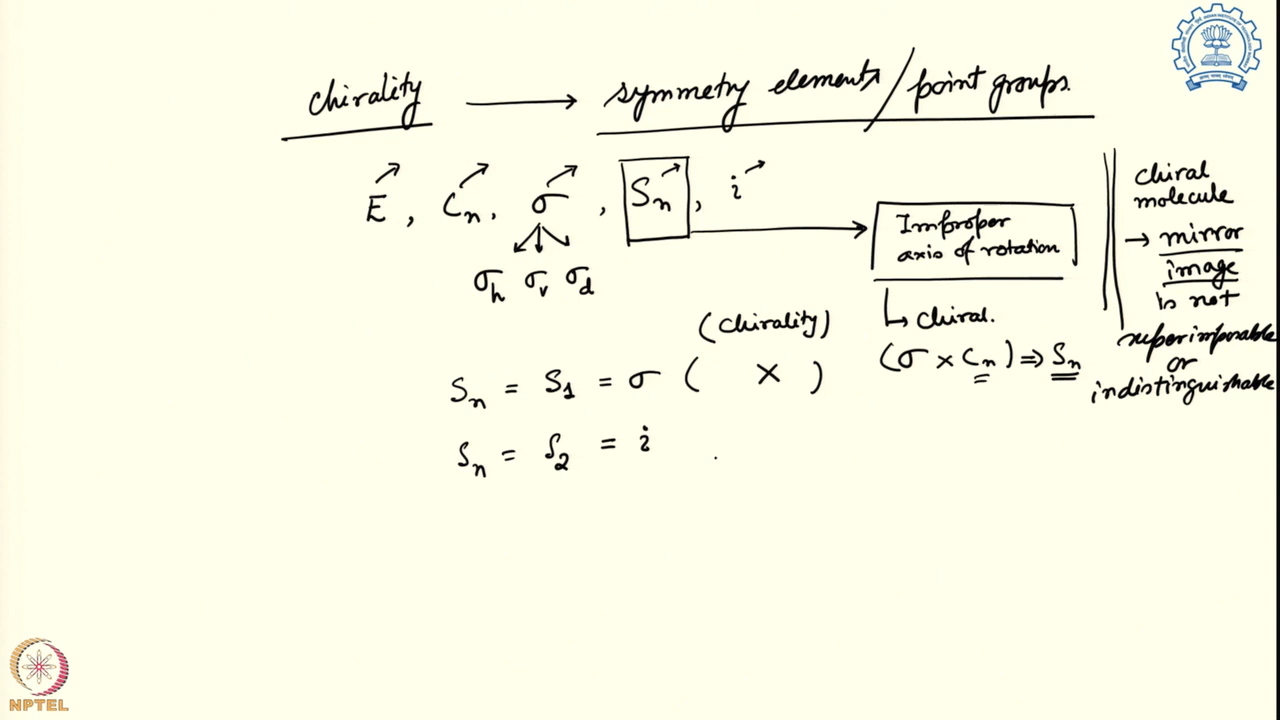 chirality → symmetry elements / point groups.
E, Cₙ, σ, Sₙ, i
σₕ σᵥ σ_d
Improper
axis of rotation
↳ chiral.
(σ × Cₙ) ⇒ Sₙ
chiral
molecule
→ mirror
image
is not
superimposable
or
indistinguishable
(chirality)
Sₙ = S₁ = σ ( × )
Sₙ = S₂ = i
NPTEL